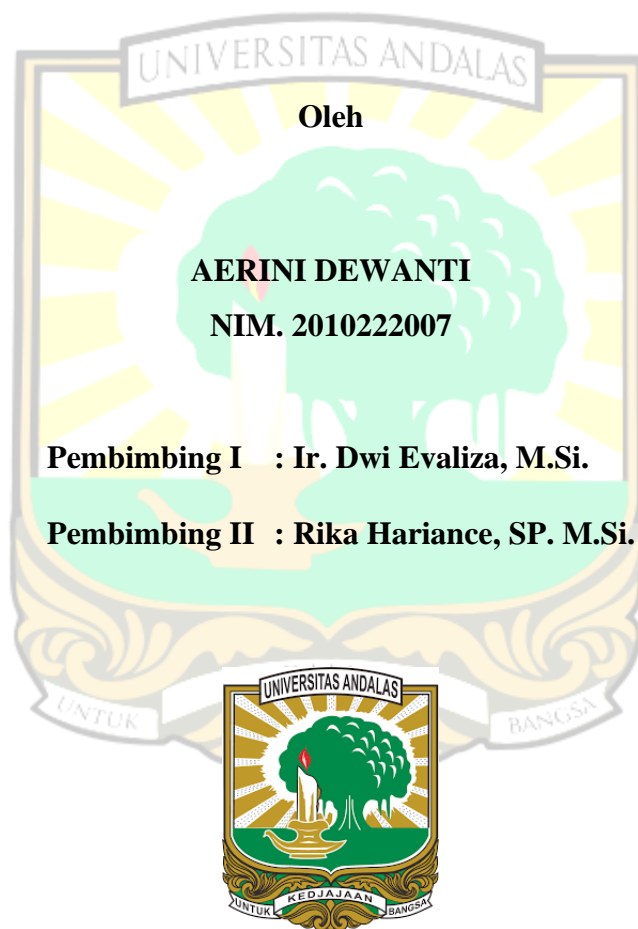 UNIVERSITAS ANDALAS
Oleh
AERINI DEWANTI
NIM. 2010222007
Pembimbing I : Ir. Dwi Evaliza, M.Si.
Pembimbing II : Rika Hariance, SP. M.Si.
UNTUK BANGSA
UNIVERSITAS ANDALAS
UNTUK KEDJAJAAN BANGSA